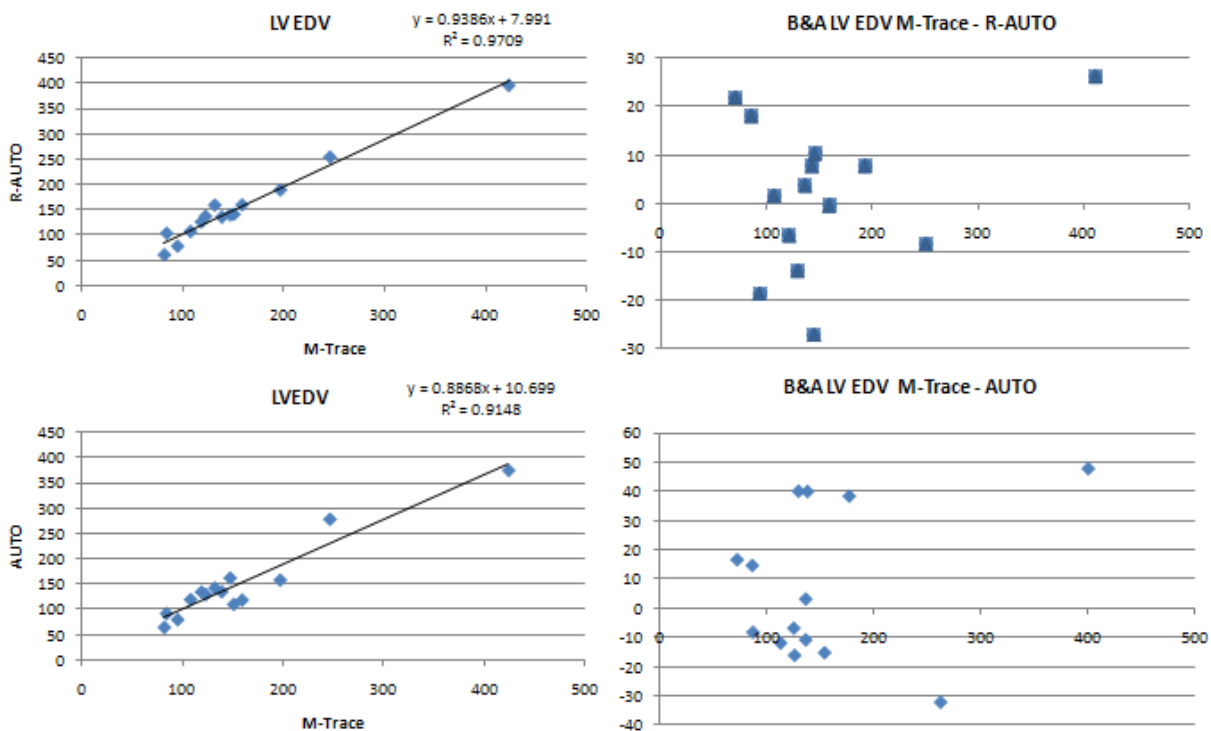 LV EDV
y = 0.9386x + 7.991
R² = 0.9709
450
400
350
300
250
200
150
100
50
0
R-AUTO
0 100 200 300 400 500
M-Trace
B&A LV EDV M-Trace - R-AUTO
30
20
10
0
-10
-20
-30
0 100 200 300 400 500
LVEDV
y = 0.8868x + 10.699
R² = 0.9148
450
400
350
300
250
200
150
100
50
0
AUTO
0 100 200 300 400 500
M-Trace
B&A LV EDV M-Trace - AUTO
60
50
40
30
20
10
0
-10
-20
-30
-40
0 100 200 300 400 500